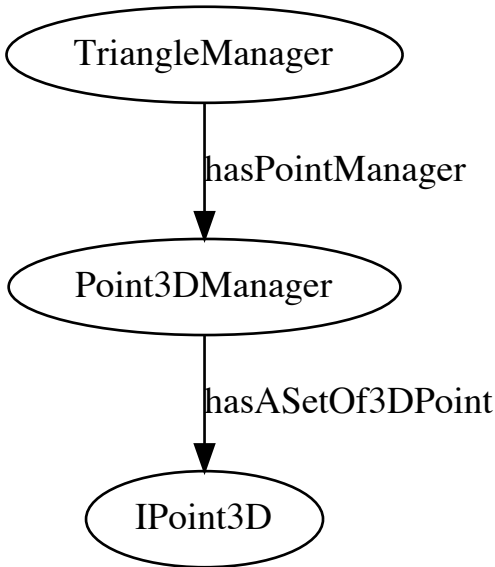 TriangleManager
hasPointManager
Point3DManager
hasASetOf3DPoint
IPoint3D